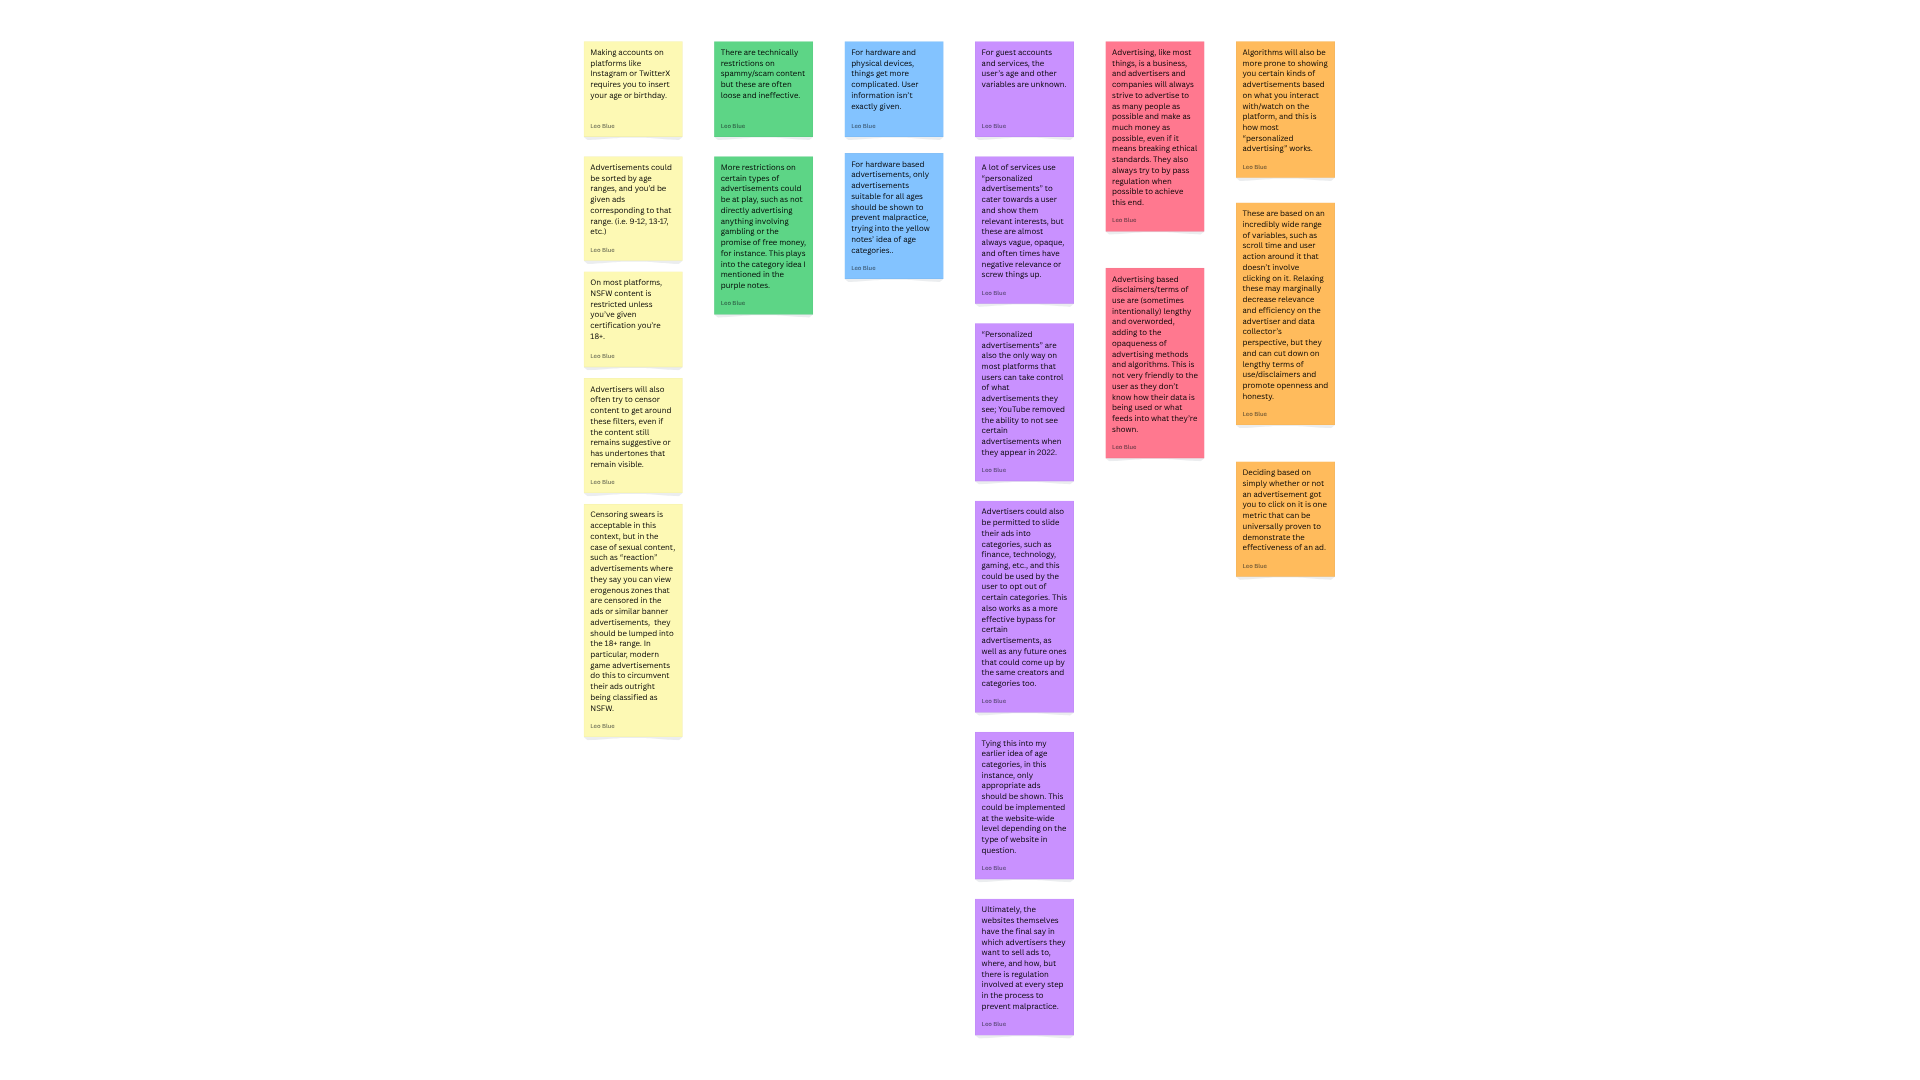 Making accounts on
platforms like
Instagram or TwitterX
requires you to insert
your age or birthday.
Leo Blue
Advertisements could
be sorted by age
ranges, and you'd be
given ads
corresponding to that
range. (i.e. 9-12, 13-17,
etc.)
Leo Blue
On most platforms,
NSFW content is
restricted unless
you've given
certification you're
18+.
Leo Blue
Advertisers will also
often try to censor
content to get around
these filters, even if
the content still
remains suggestive or
has undertones that
remain visible.
Leo Blue
Censoring swears is
acceptable in this
context, but in the
case of sexual content,
such as “reaction”
advertisements where
they say you can view
erogenous zones that
are censored in the
ads or similar banner
advertisements, they
should be lumped into
the 18+ range. In
particular, modern
game advertisements
do this to circumvent
their ads outright
being classified as
NSFW.
Leo Blue
There are technically
restrictions on
spammy/scam content
but these are often
loose and ineffective.
Leo Blue
More restrictions on
certain types of
advertisements could
be at play, such as not
directly advertising
anything involving
gambling or the
promise of free money,
for instance. This plays
into the category idea I
mentioned in the
purple notes.
Leo Blue
For hardware and
physical devices,
things get more
complicated. User
information isn't
exactly given.
Leo Blue
For hardware based
advertisements, only
advertisements
suitable for all ages
should be shown to
prevent malpractice,
trying into the yellow
notes' idea of age
categories..
Leo Blue
For guest accounts
and services, the
user's age and other
variables are unknown.
Leo Blue
A lot of services use
“personalized
advertisements” to
cater towards a user
and show them
relevant interests, but
these are almost
always vague, opaque,
and often times have
negative relevance or
screw things up.
Leo Blue
“Personalized
advertisements” are
also the only way on
most platforms that
users can take control
of what
advertisements they
see; YouTube removed
the ability to not see
certain
advertisements when
they appear in 2022.
Leo Blue
Advertisers could also
be permitted to slide
their ads into
categories, such as
finance, technology,
gaming, etc., and this
could be used by the
user to opt out of
certain categories. This
also works as a more
effective bypass for
certain
advertisements, as
well as any future ones
that could come up by
the same creators and
categories too.
Leo Blue
Tying this into my
earlier idea of age
categories, in this
instance, only
appropriate ads
should be shown. This
could be implemented
at the website-wide
level depending on the
type of website in
question.
Leo Blue
Ultimately, the
websites themselves
have the final say in
which advertisers they
want to sell ads to,
where, and how, but
there is regulation
involved at every step
in the process to
prevent malpractice.
Leo Blue
Advertising, like most
things, is a business,
and advertisers and
companies will always
strive to advertise to
as many people as
possible and make as
much money as
possible, even if it
means breaking ethical
standards. They also
always try to by pass
regulation when
possible to achieve
this end.
Leo Blue
Advertising based
disclaimers/terms of
use are (sometimes
intentionally) lengthy
and overworded,
adding to the
opaqueness of
advertising methods
and algorithms. This is
not very friendly to the
user as they don't
know how their data is
being used or what
feeds into what they're
shown.
Leo Blue
Algorithms will also be
more prone to showing
you certain kinds of
advertisements based
on what you interact
with/watch on the
platform, and this is
how most
“personalized
advertising” works.
Leo Blue
These are based on an
incredibly wide range
of variables, such as
scroll time and user
action around it that
doesn't involve
clicking on it. Relaxing
these may marginally
decrease relevance
and efficiency on the
advertiser and data
collector's
perspective, but they
and can cut down on
lengthy terms of
use/disclaimers and
promote openness and
honesty.
Leo Blue
Deciding based on
simply whether or not
an advertisement got
you to click on it is one
metric that can be
universally proven to
demonstrate the
effectiveness of an ad.
Leo Blue